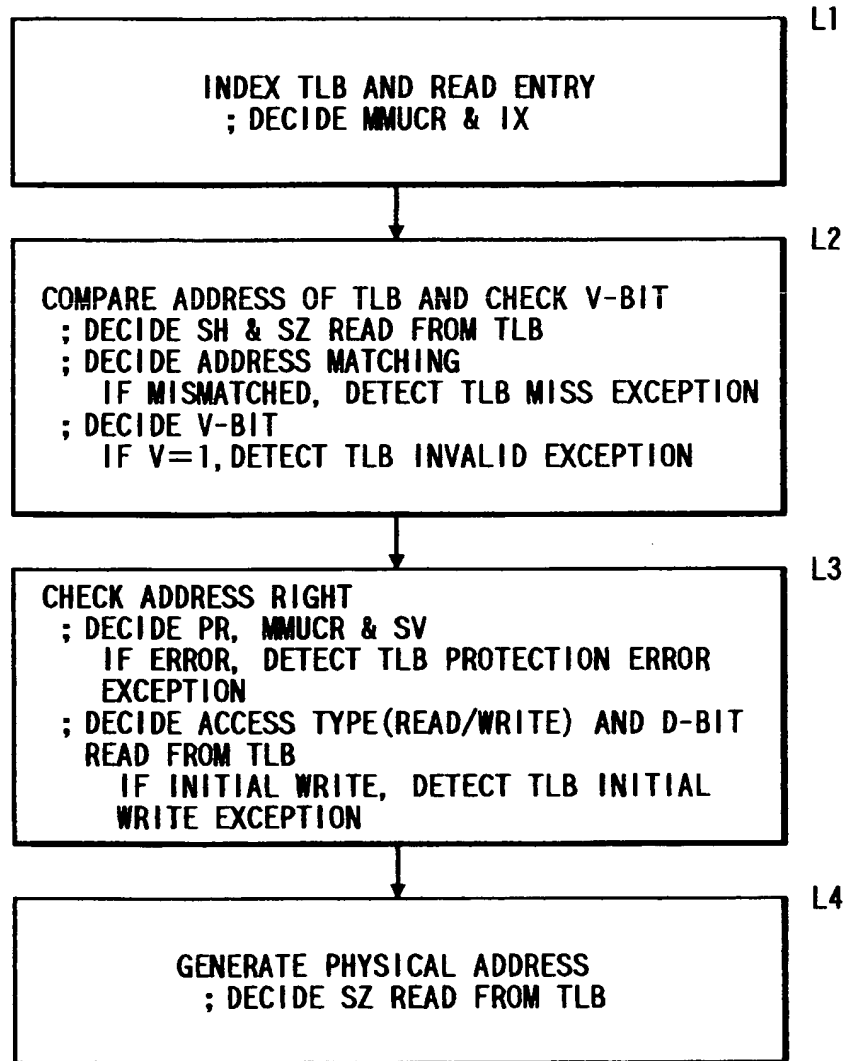 L1
INDEX TLB AND READ ENTRY
; DECIDE MMUCR & IX
L2
COMPARE ADDRESS OF TLB AND CHECK V-BIT
; DECIDE SH & SZ READ FROM TLB
; DECIDE ADDRESS MATCHING
IF MISMATCHED, DETECT TLB MISS EXCEPTION
; DECIDE V-BIT
IF V=1, DETECT TLB INVALID EXCEPTION
L3
CHECK ADDRESS RIGHT
; DECIDE PR, MMUCR & SV
IF ERROR, DETECT TLB PROTECTION ERROR
EXCEPTION
; DECIDE ACCESS TYPE(READ/WRITE) AND D-BIT
READ FROM TLB
IF INITIAL WRITE, DETECT TLB INITIAL
WRITE EXCEPTION
L4
GENERATE PHYSICAL ADDRESS
; DECIDE SZ READ FROM TLB